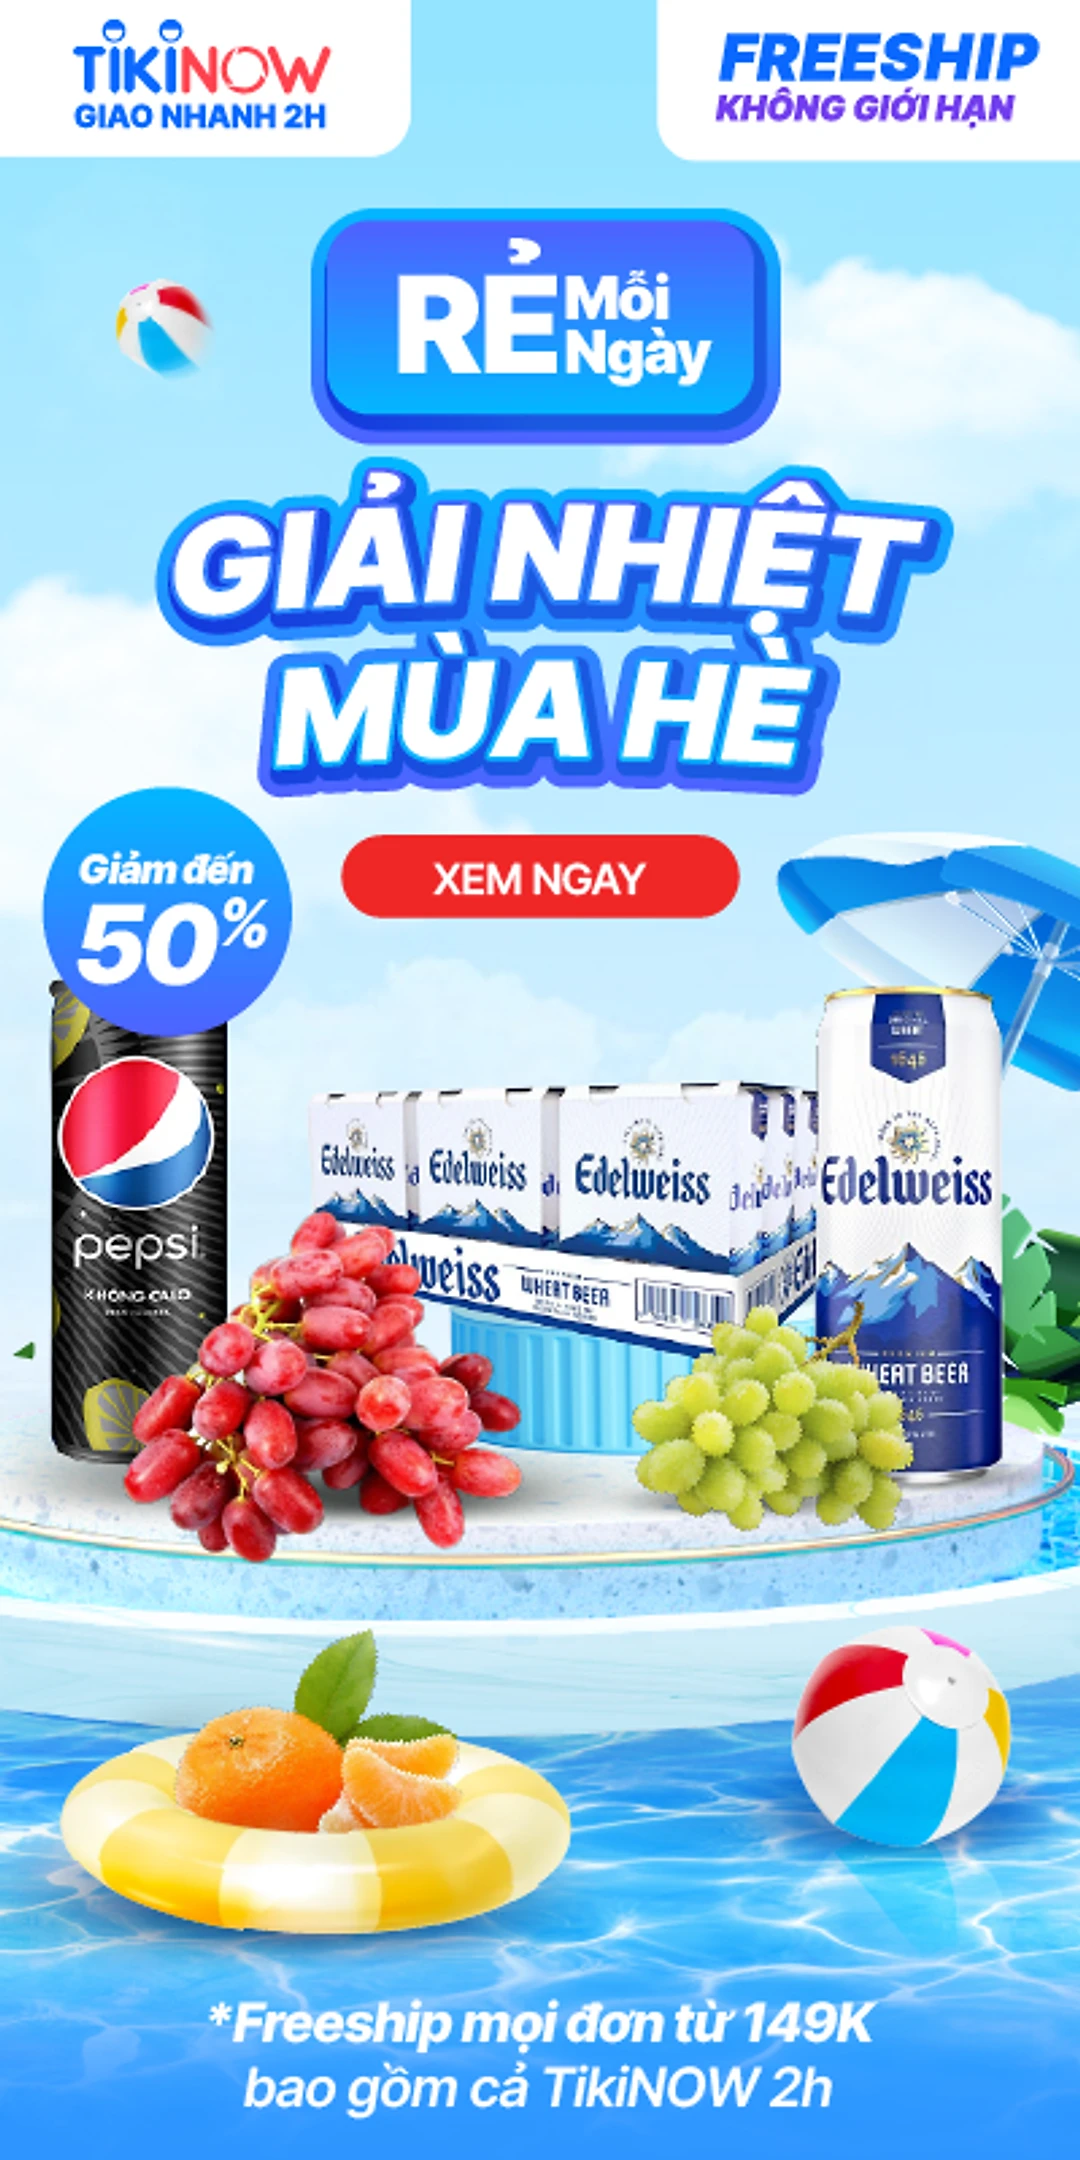 TIKINOW
GIAO NHANH 2H
FREESHIP
KHÔNG GIỚI HẠN
RẺ Mỗi Ngày
GIẢI NHIỆT
MÙA HÈ
Giảm đến
50%
XEM NGAY
pepsi
KHÔNG CALO
Edelweiss
Edelweiss
Edelweiss
WHEAT BEER
1646
Edelweiss
WHEAT BEER
*Freeship mọi đơn từ 149K
bao gồm cả TikiNOW 2h